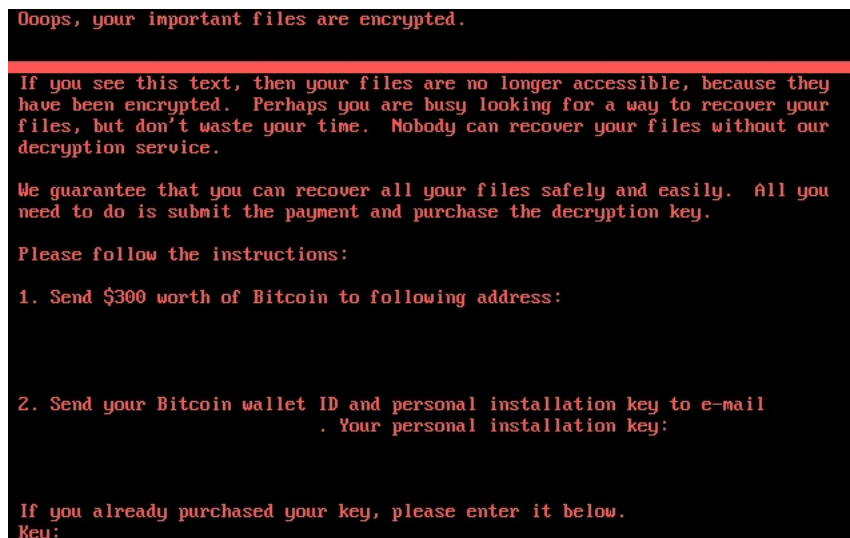 Ooops, your important files are encrypted.
If you see this text, then your files are no longer accessible, because they
have been encrypted. Perhaps you are busy looking for a way to recover your
files, but don't waste your time. Nobody can recover your files without our
decryption service.
We guarantee that you can recover all your files safely and easily. All you
need to do is submit the payment and purchase the decryption key.
Please follow the instructions:
1. Send $300 worth of Bitcoin to following address:
2. Send your Bitcoin wallet ID and personal installation key to e-mail
. Your personal installation key:
If you already purchased your key, please enter it below.
Key: